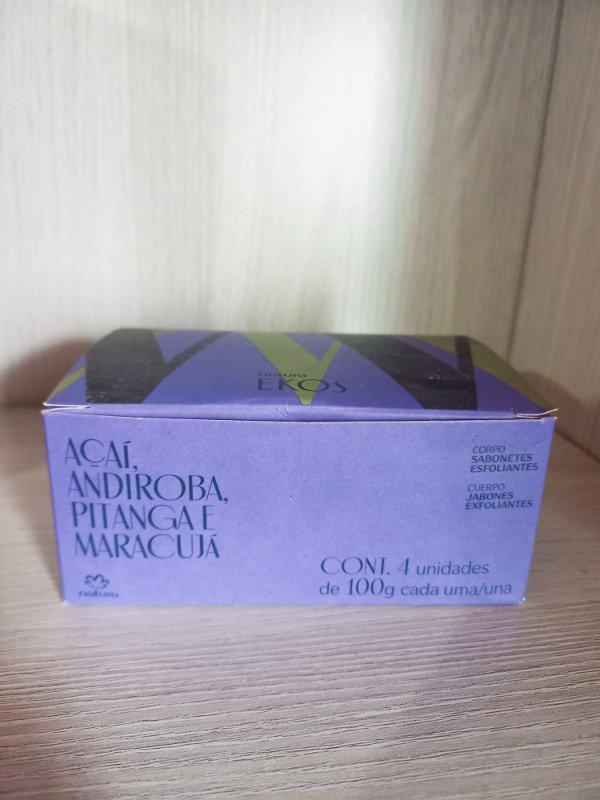 natura
EKOS
AÇAÍ,
ANDIROBA,
PITANGA E
MARACUJÁ
natura
CORPO
SABONETES
ESFOLIANTES
CUERPO
JABONES
EXFOLIANTES
CONT. 4 unidades
de 100g cada uma/una